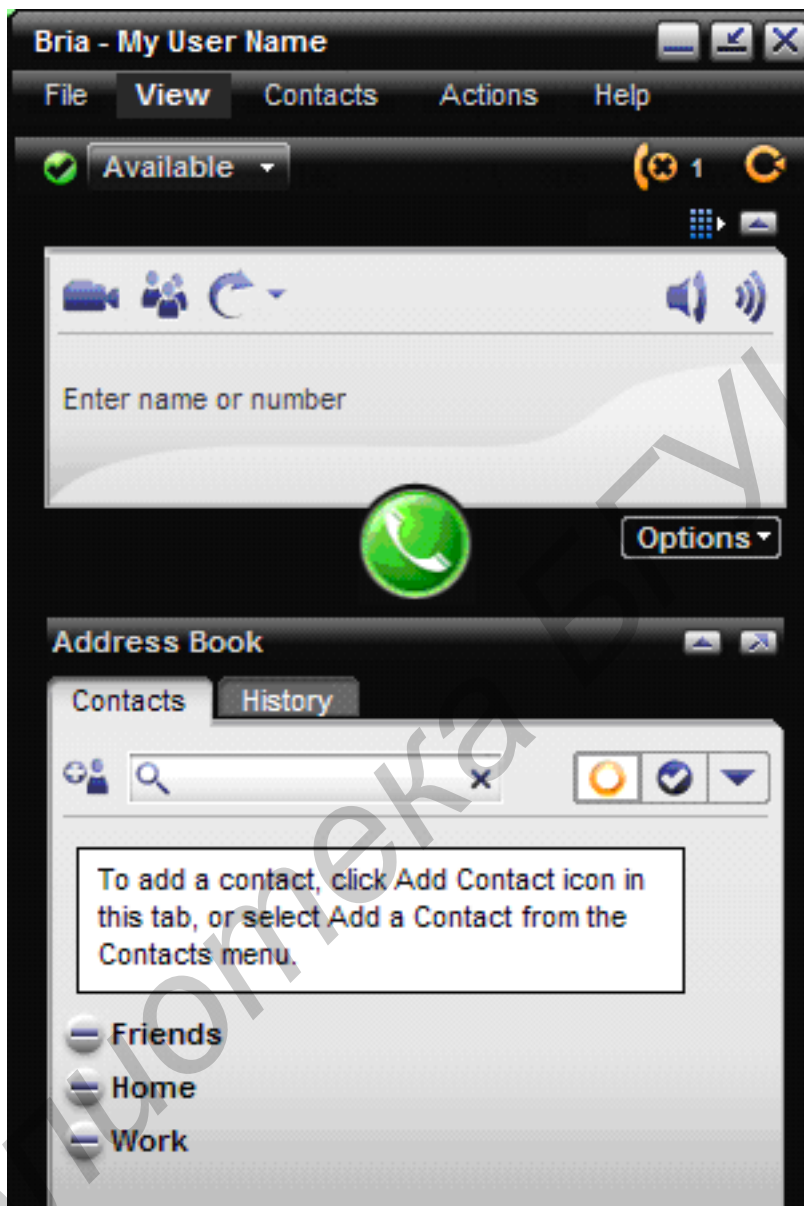 Bria - My User Name
File View Contacts Actions Help
Available 1
Enter name or number
Options
Address Book
Contacts History
To add a contact, click Add Contact icon in
this tab, or select Add a Contact from the
Contacts menu.
Friends
Home
Work